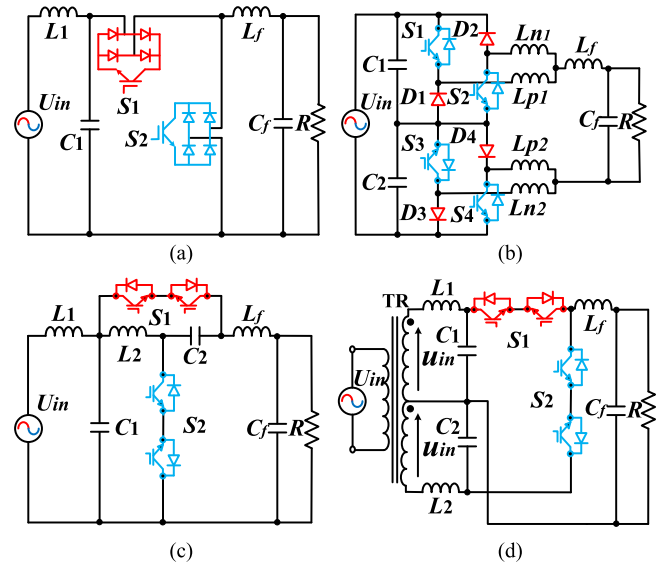 L1
Lf
S1
Uin
C1
S2
Cf
R
(a)
S1
D2
Ln1
Lf
C1
Uin
D1
S2
Lp1
Cf
R
S3
D4
Lp2
C2
D3
S4
Ln2
(b)
L1
S1
Lf
L2
C2
Uin
C1
S2
Cf
R
(c)
L1
TR
Lf
S1
C1
uin
Uin
S2
Cf
R
C2
uin
L2
(d)